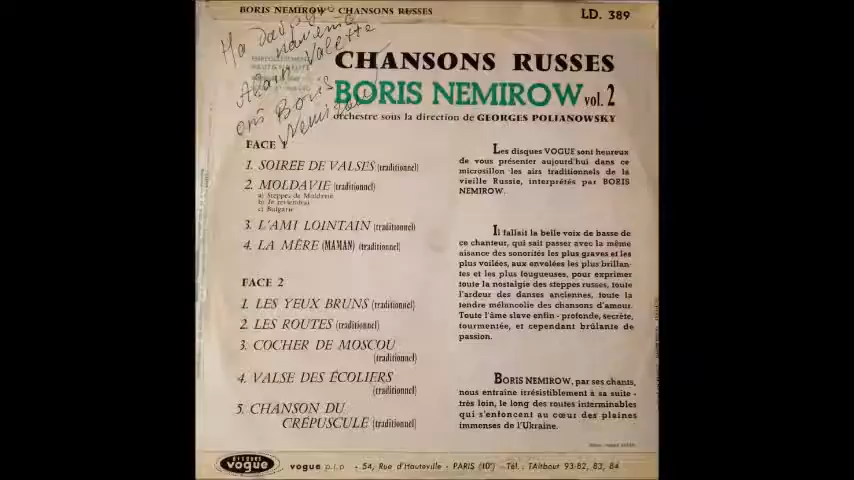 BORIS NEMIROW - CHANSONS RUSSES
LD. 389
На
Alain Valette
Boris
CHANSONS RUSSES
BORIS NEMIROW vol. 2
orchestre sous la direction de GEORGES POLIANOWSKY
FACE 1
1. SOIREE DE VALSES (traditionnel)
2. MOLDAVIE (traditionnel)
a) Steppes de Moldavie
b) Je reviendrai
c) Bulgarie
3. L'AMI LOINTAIN (traditionnel)
4. LA MÈRE (MAMAN) (traditionnel)
FACE 2
1. LES YEUX BRUNS (traditionnel)
2. LES ROUTES (traditionnel)
3. COCHER DE MOSCOU
(traditionnel)
4. VALSE DES ÉCOLIERS
(traditionnel)
5. CHANSON DU
CRÉPUSCULE (traditionnel)
Les disques VOGUE sont heureux
de vous présenter aujourd'hui dans ce
microsillon les airs traditionnels de la
vieille Russie, interprétés par BORIS
NEMIROW.
Il fallait la belle voix de basse de
ce chanteur, qui sait passer avec la même
aisance des sonorités les plus graves et les
plus voilées, aux envolées les plus brillan-
tes et les plus fougueuses, pour exprimer
toute la nostalgie des steppes russes, toute
l'ardeur des danses anciennes, toute la
tendre mélancolie des chansons d'amour.
Toute l'âme slave enfin - profonde, secrète,
tourmentée, et cependant brûlante de
passion.
BORIS NEMIROW, par ses chants,
nous entraîne irrésistiblement à sa suite -
très loin, le long des routes interminables
qui s'enfoncent au cœur des plaines
immenses de l'Ukraine.
DISQUES
vogue
vogue p.i.p - 54, Rue d'Hauteville - PARIS (10°) - Tél. : TAItbout 93-82, 83, 84